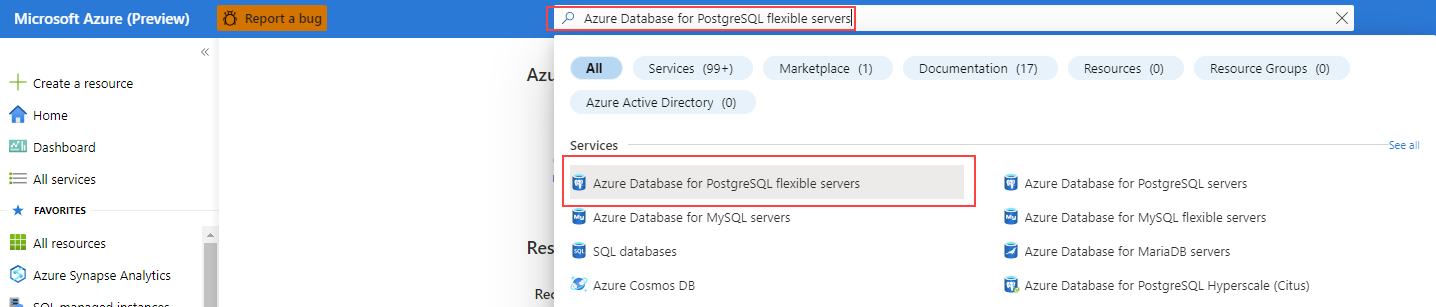 Microsoft Azure (Preview)
Report a bug
Azure Database for PostgreSQL flexible servers
«
Create a resource
Home
Dashboard
All services
FAVORITES
All resources
Azure Synapse Analytics
SQL managed instances
All
Services (99+)
Marketplace (1)
Documentation (17)
Resources (0)
Resource Groups (0)
Azure Active Directory (0)
Services
See all
Azure Database for PostgreSQL flexible servers
Azure Database for PostgreSQL servers
Azure Database for MySQL servers
Azure Database for MySQL flexible servers
SQL databases
Azure Database for MariaDB servers
Azure Cosmos DB
Azure Database for PostgreSQL Hyperscale (Citus)